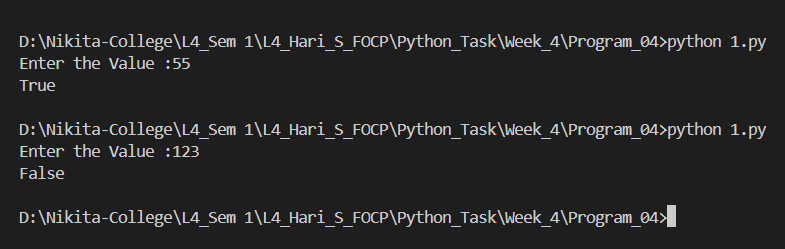 D:\Nikita-College\L4_Sem 1\L4_Hari_S_FOCP\Python_Task\Week_4\Program_04>python 1.py
Enter the Value :55
True
D:\Nikita-College\L4_Sem 1\L4_Hari_S_FOCP\Python_Task\Week_4\Program_04>python 1.py
Enter the Value :123
False
D:\Nikita-College\L4_Sem 1\L4_Hari_S_FOCP\Python_Task\Week_4\Program_04>